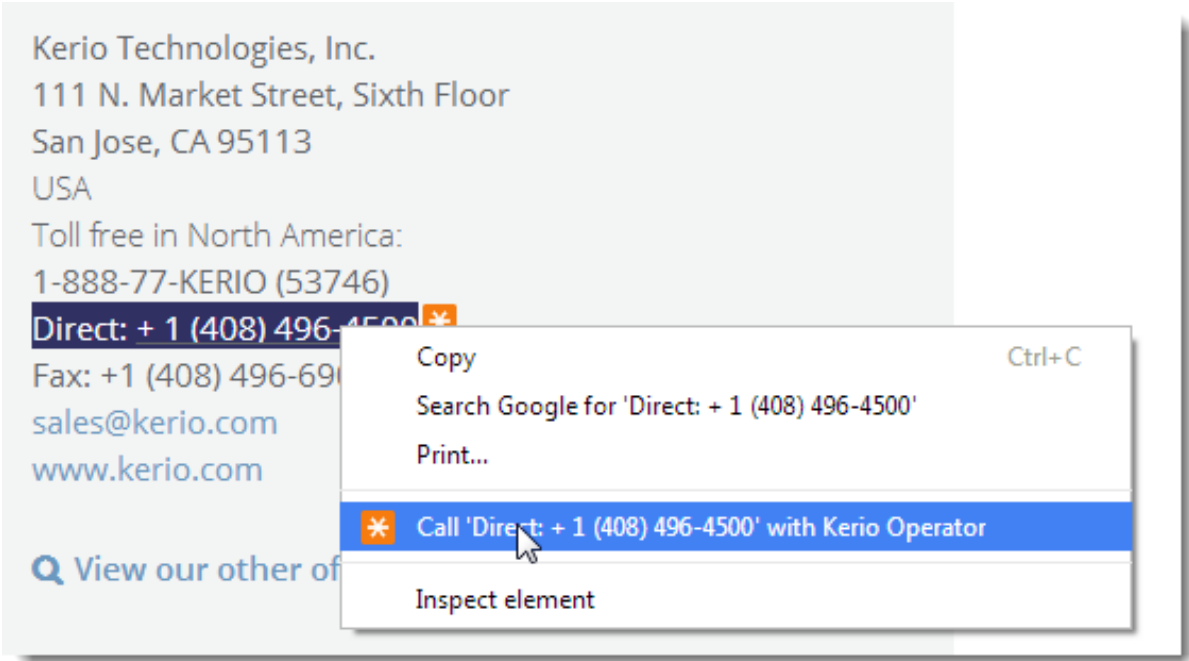 Kerio Technologies, Inc.
111 N. Market Street, Sixth Floor
San Jose, CA 95113
USA
Toll free in North America:
1-888-77-KERIO (53746)
Direct: + 1 (408) 496-4500
Fax: +1 (408)
sales@kerio.com
www.kerio.com
View our other
Copy Ctrl+C
Search Google for 'Direct: + 1 (408) 496-4500'
Print...
Call 'Direct: + 1 (408) 496-4500' with Kerio Operator
Inspect element